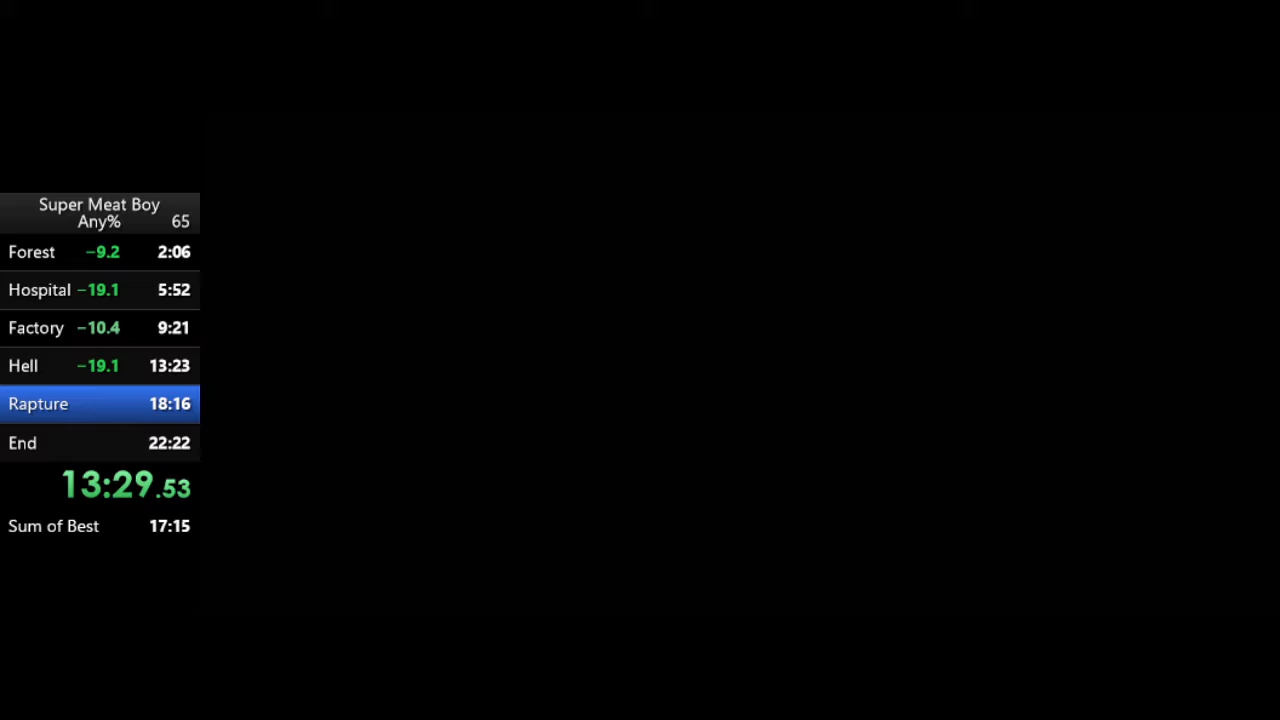 Super Meat Boy
Any% 65
Forest −9.2 2:06
Hospital −19.1 5:52
Factory −10.4 9:21
Hell −19.1 13:23
Rapture 18:16
End 22:22
13:29.53
Sum of Best 17:15